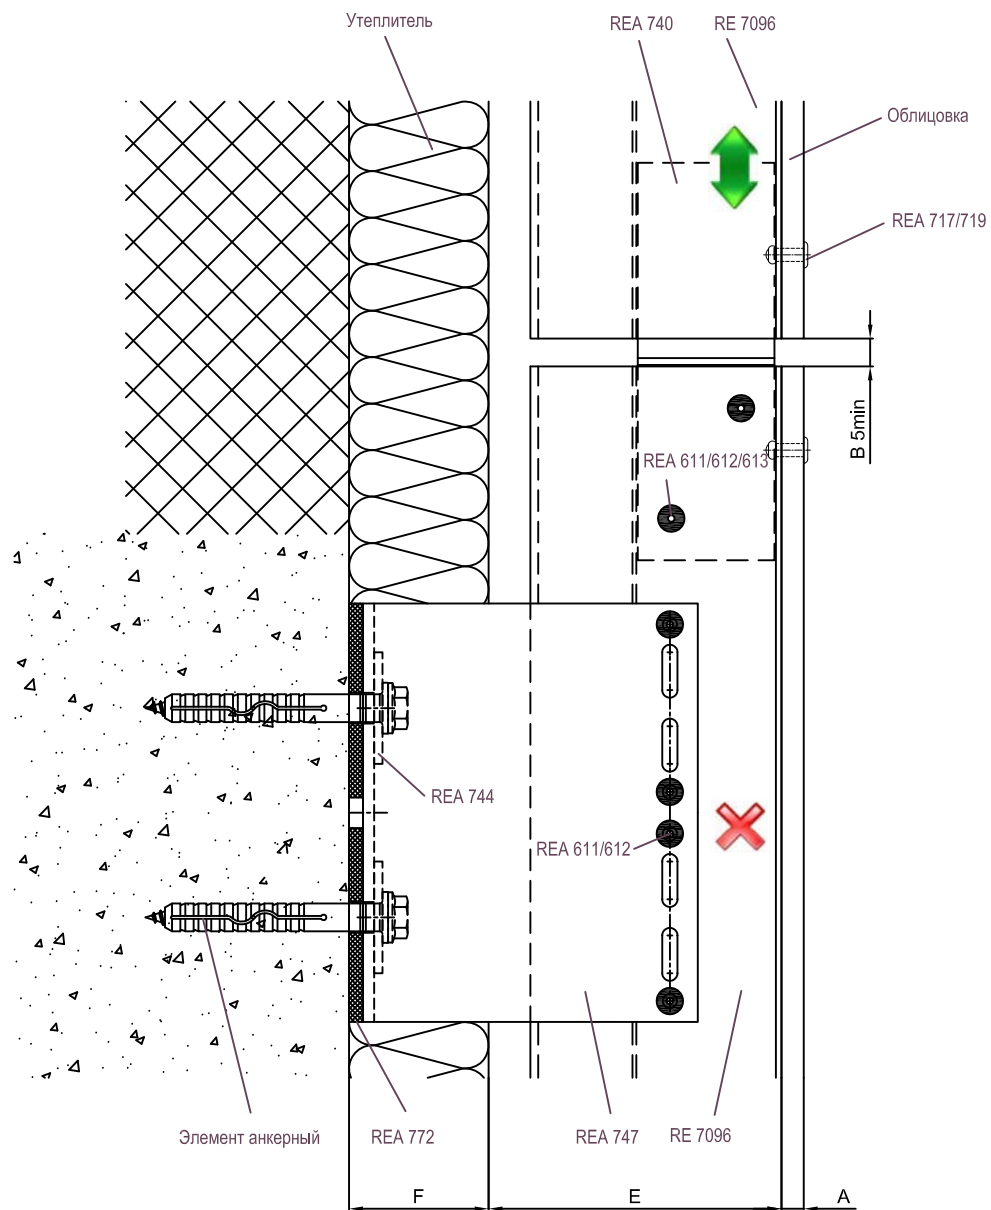 Утеплитель
REA 740
RE 7096
Облицовка
REA 717/719
B 5min
REA 611/612/613
REA 744
REA 611/612
Элемент анкерный
REA 772
REA 747
RE 7096
F
E
A